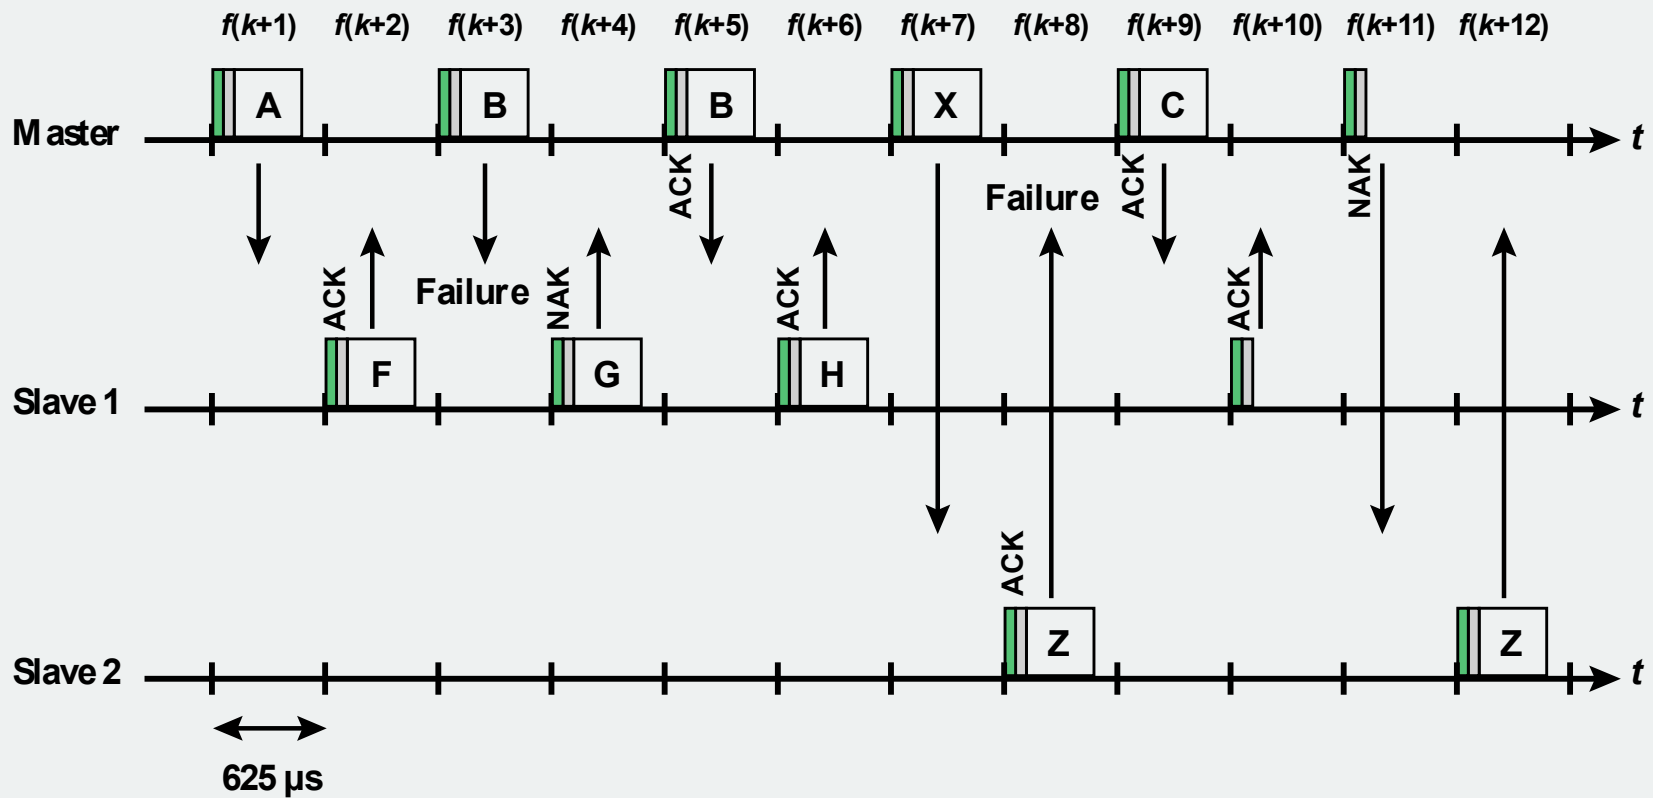 f(k+1) f(k+2) f(k+3) f(k+4) f(k+5) f(k+6) f(k+7) f(k+8) f(k+9) f(k+10) f(k+11) f(k+12)
A B B X C
Master t
ACK Failure ACK NAK
ACK Failure NAK ACK ACK
F G H
Slave 1 t
ACK
Z Z
Slave 2 t
625 µs